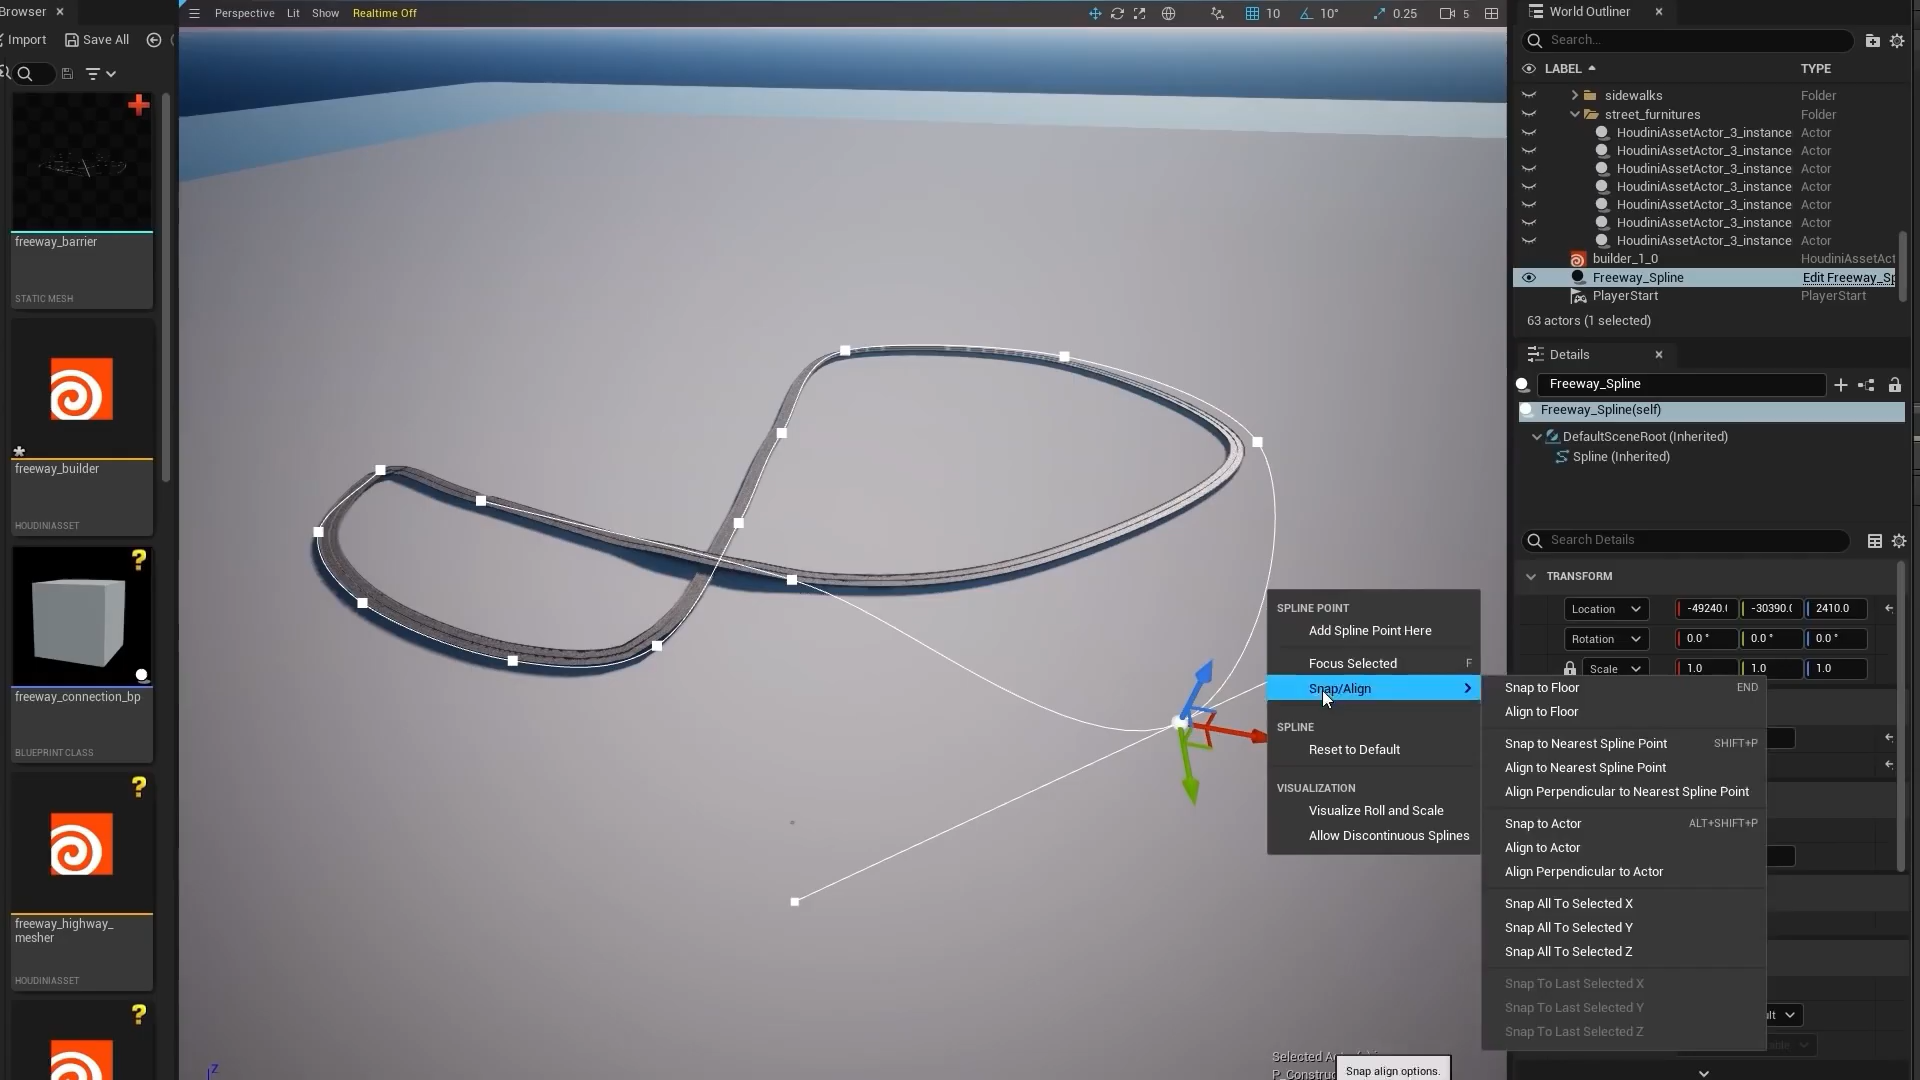 Browser
Import
Save All
Perspective
Lit
Show
Realtime Off
10
10°
0.25
5
World Outliner
Search...
LABEL
TYPE
sidewalks
Folder
street_furnitures
Folder
HoudiniAssetActor_3_instance
Actor
HoudiniAssetActor_3_instance
Actor
HoudiniAssetActor_3_instance
Actor
HoudiniAssetActor_3_instance
Actor
HoudiniAssetActor_3_instance
Actor
HoudiniAssetActor_3_instance
Actor
HoudiniAssetActor_3_instance
Actor
builder_1_0
HoudiniAssetAct
Freeway_Spline
Edit Freeway_Sp
PlayerStart
PlayerStart
63 actors (1 selected)
Details
Freeway_Spline
Freeway_Spline(self)
DefaultSceneRoot (Inherited)
Spline (Inherited)
Search Details
TRANSFORM
Location
-49240.(
-30390.(
2410.0
Rotation
0.0 °
0.0 °
0.0 °
Scale
1.0
1.0
1.0
freeway_barrier
STATIC MESH
freeway_builder
HOUDINIASSET
freeway_connection_bp
BLUEPRINT CLASS
freeway_highway_
mesher
HOUDINIASSET
SPLINE POINT
Add Spline Point Here
Focus Selected
F
Snap/Align
SPLINE
Reset to Default
VISUALIZATION
Visualize Roll and Scale
Allow Discontinuous Splines
Snap to Floor
END
Align to Floor
Snap to Nearest Spline Point
SHIFT+P
Align to Nearest Spline Point
Align Perpendicular to Nearest Spline Point
Snap to Actor
ALT+SHIFT+P
Align to Actor
Align Perpendicular to Actor
Snap All To Selected X
Snap All To Selected Y
Snap All To Selected Z
Snap To Last Selected X
Snap To Last Selected Y
Snap To Last Selected Z
Z
Selected
Snap align options.